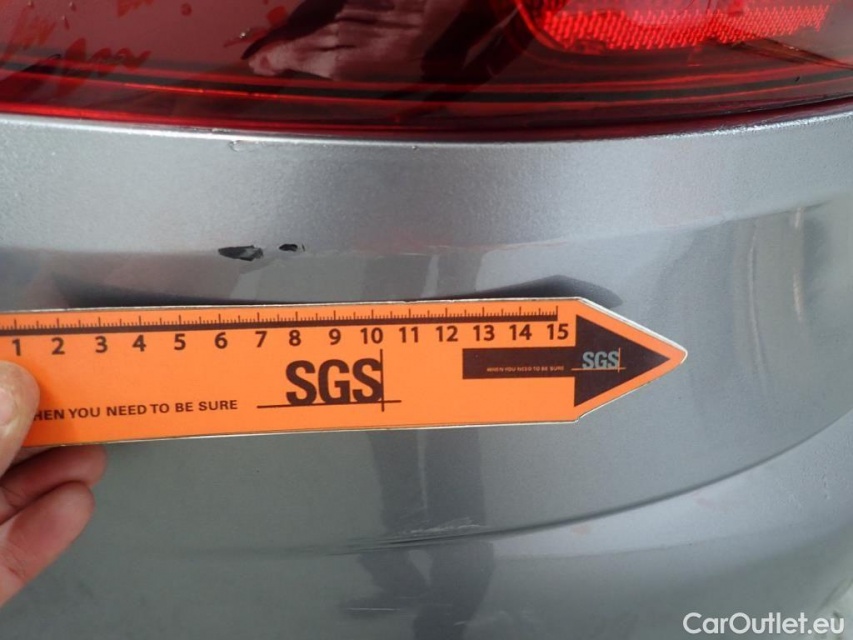 1 2 3 4 5 6 7 8 9 10 11 12 13 14 15
WHEN YOU NEED TO BE SURE
SGS
HEN YOU NEED TO BE SURE
SGS
CarOutlet.eu